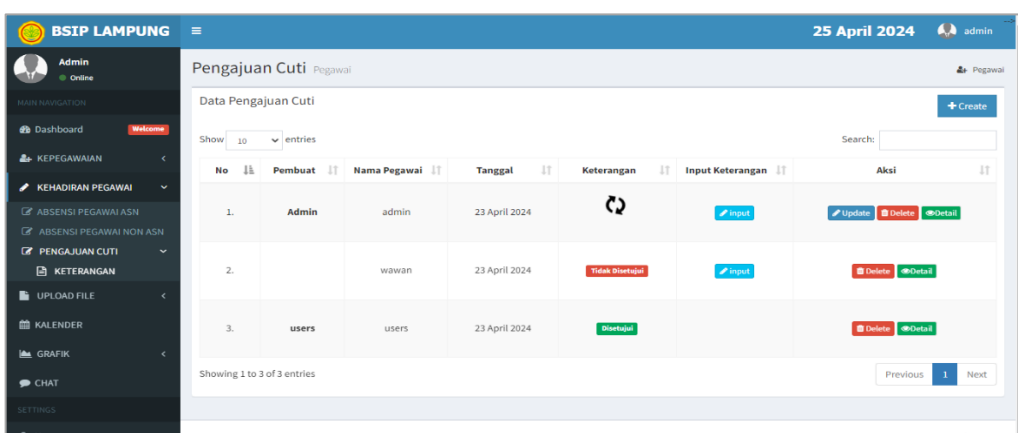 BSIP LAMPUNG
25 April 2024 admin
-->
Admin
Online
Pengajuan Cuti Pegawai
Pegawai
MAIN NAVIGATION
Dashboard Welcome
KEPEGAWAIAN
KEHADIRAN PEGAWAI
ABSENSI PEGAWAI ASN
ABSENSI PEGAWAI NON ASN
PENGAJUAN CUTI
KETERANGAN
UPLOAD FILE
KALENDER
GRAFIK
CHAT
SETTINGS
Data Pengajuan Cuti
+ Create
Show 10 entries
Search:
No Pembuat Nama Pegawai Tanggal Keterangan Input Keterangan Aksi
1. Admin admin 23 April 2024 input Update Delete Detail
2. wawan 23 April 2024 Tidak Disetujui input Delete Detail
3. users users 23 April 2024 Disetujui Delete Detail
Showing 1 to 3 of 3 entries
Previous 1 Next